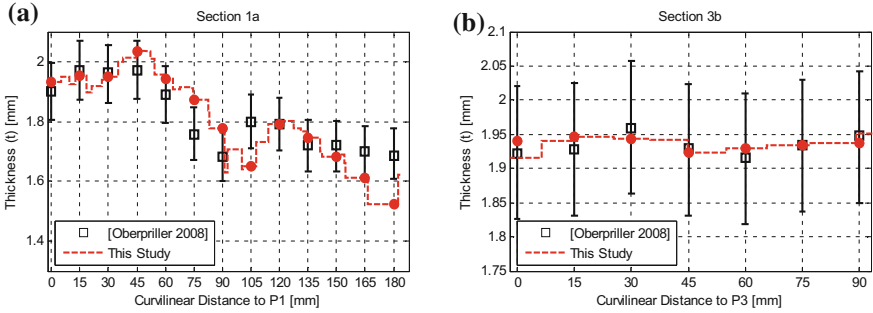 (a)
Section 1a
Thickness (t) [mm]
2
1.8
1.6
1.4
[Oberpriller 2008]
This Study
0 15 30 45 60 75 90 105 120 135 150 165 180
Curvilinear Distance to P1 [mm]
(b)
Section 3b
Thickness (t) [mm]
2.1
2.05
2
1.95
1.9
1.85
1.8
1.75
[Oberpriller 2008]
This Study
0 15 30 45 60 75 90
Curvilinear Distance to P3 [mm]